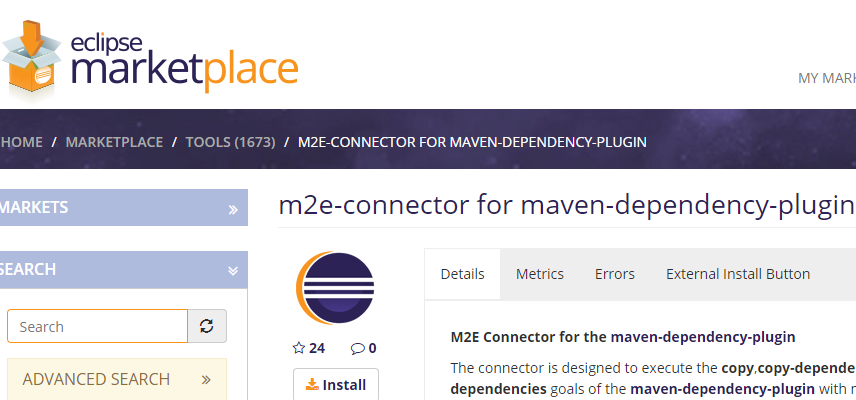 eclipse
marketplace
MY MARK
HOME / MARKETPLACE / TOOLS (1673) / M2E-CONNECTOR FOR MAVEN-DEPENDENCY-PLUGIN
MARKETS
m2e-connector for maven-dependency-plugin
SEARCH
Details Metrics Errors External Install Button
Search
24 0
M2E Connector for the maven-dependency-plugin
The connector is designed to execute the copy,copy-depende
ADVANCED SEARCH
Install
dependencies goals of the maven-dependency-plugin with